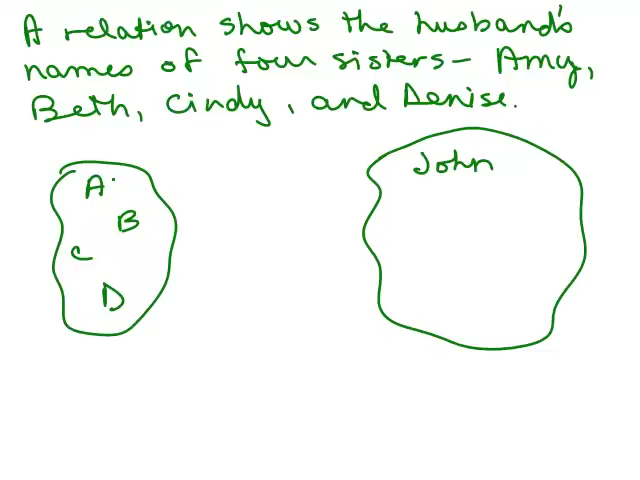 A relation shows the husband's
names of four sisters - Amy,
Beth, Cindy, and Denise.
John
A
B
C
D